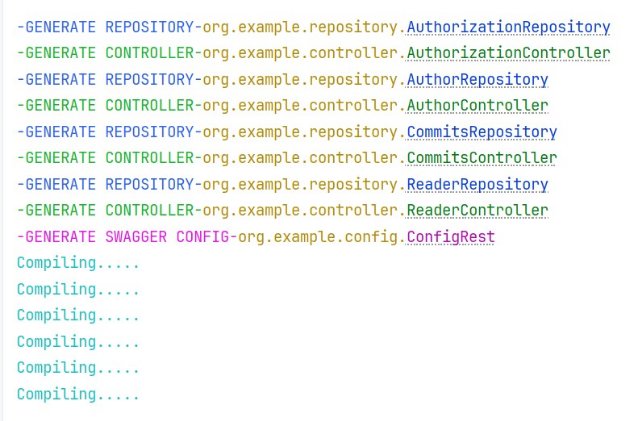 -GENERATE REPOSITORY-org.example.repository.AuthorizationRepository
-GENERATE CONTROLLER-org.example.controller.AuthorizationController
-GENERATE REPOSITORY-org.example.repository.AuthorRepository
-GENERATE CONTROLLER-org.example.controller.AuthorController
-GENERATE REPOSITORY-org.example.repository.CommitsRepository
-GENERATE CONTROLLER-org.example.controller.CommitsController
-GENERATE REPOSITORY-org.example.repository.ReaderRepository
-GENERATE CONTROLLER-org.example.controller.ReaderController
-GENERATE SWAGGER CONFIG-org.example.config.ConfigRest
Compiling.....
Compiling.....
Compiling.....
Compiling.....
Compiling.....
Compiling.....